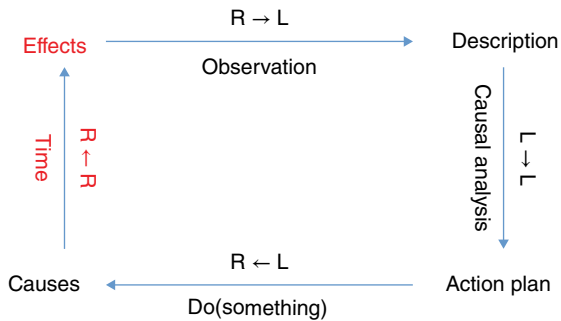 R → L
Effects
Description
Observation
Time
R ← R
Causal analysis
L → L
R ← L
Causes
Action plan
Do(something)